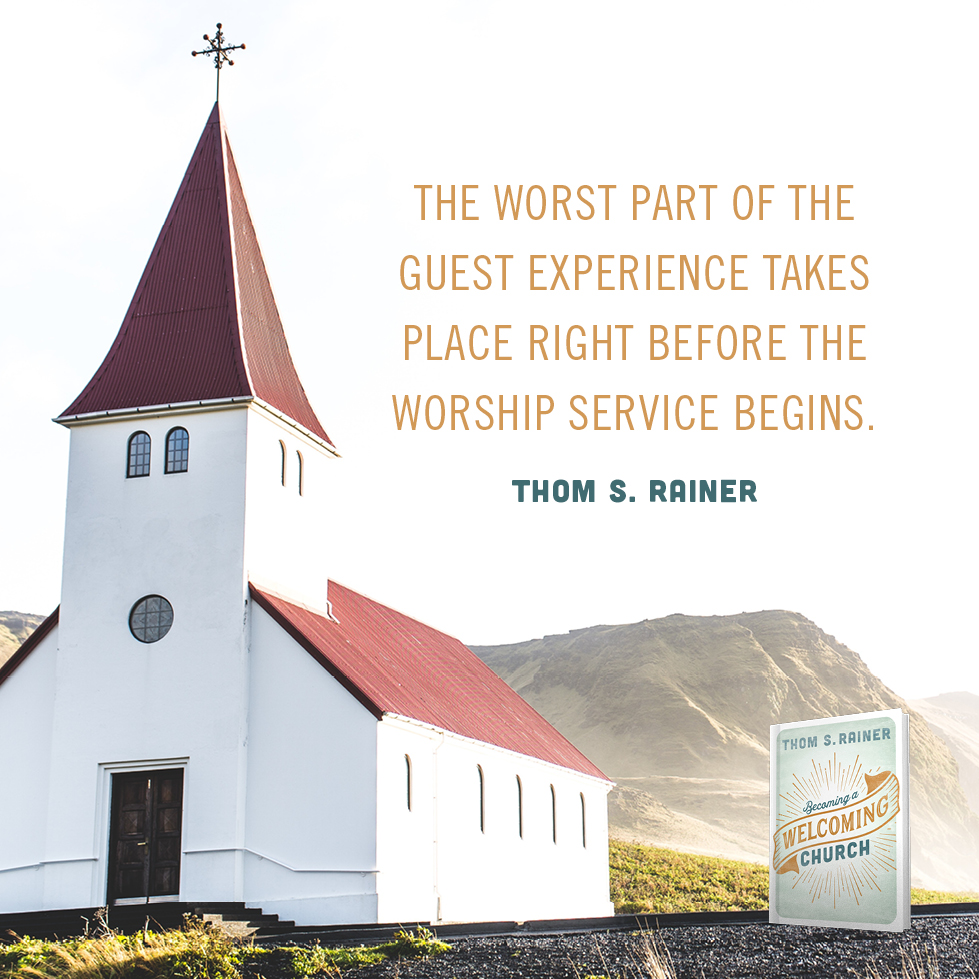 THE WORST PART OF THE
GUEST EXPERIENCE TAKES
PLACE RIGHT BEFORE THE
WORSHIP SERVICE BEGINS.
THOM S. RAINER
THOM S. RAINER
Becoming a
WELCOMING
CHURCH